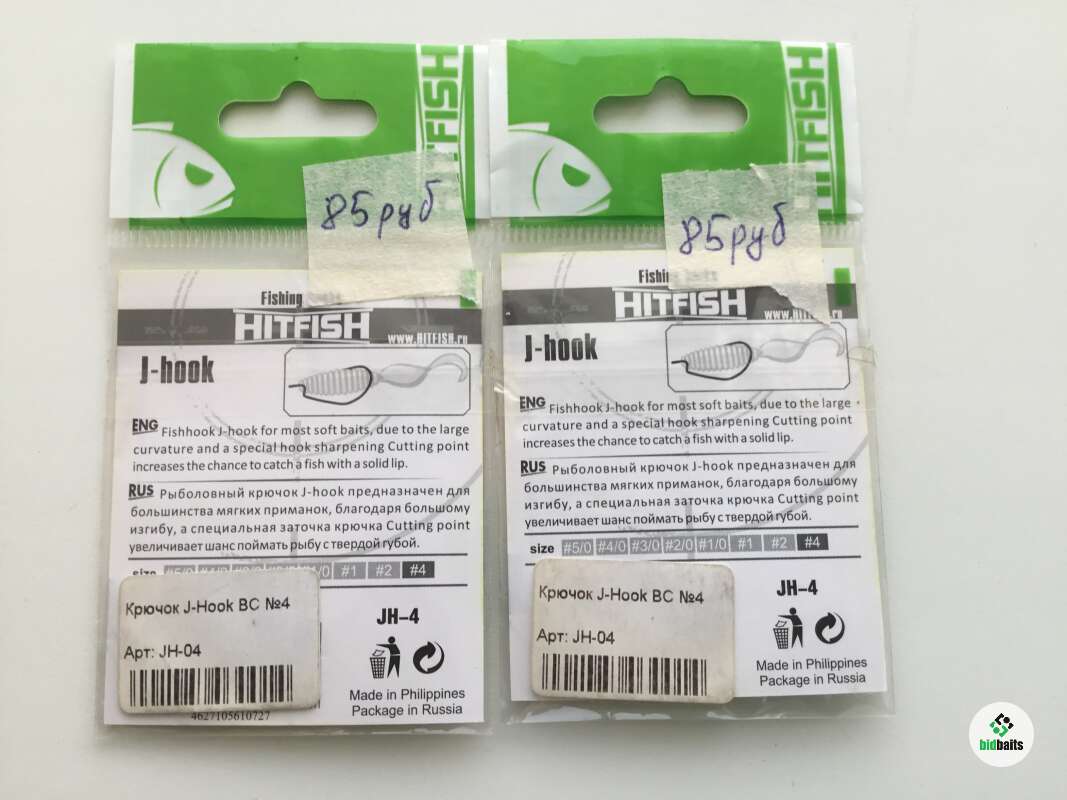 HITFISH
85руб
Fishing
HITFISH
www.HITFISH.ru
J-hook
ENG Fishhook J-hook for most soft baits, due to the large
curvature and a special hook sharpening Cutting point
increases the chance to catch a fish with a solid lip.
RUS Рыболовный крючок J-hook предназначен для
большинства мягких приманок, благодаря большому
изгибу, а специальная заточка крючка Cutting point
увеличивает шанс поймать рыбу с твердой губой.
size #1 #2 #4
Крючок J-Hook BC №4
Арт: JH-04
4627105610727
JH-4
Made in Philippines
Package in Russia
HITFISH
85руб
HITFISH
J-hook
ENG Fishhook J-hook for most soft baits, due to the large
curvature and a special hook sharpening Cutting point
increases the chance to catch a fish with a solid lip.
RUS Рыболовный крючок J-hook предназначен для
большинства мягких приманок, благодаря большому
изгибу, а специальная заточка крючка Cutting point
увеличивает шанс поймать рыбу с твердой губой.
size #5/0 #4/0 #3/0 #2/0 #1/0 #1 #2 #4
Крючок J-Hook BC №4
Арт: JH-04
JH-4
Made in Philippines
Package in Russia
bidbaits